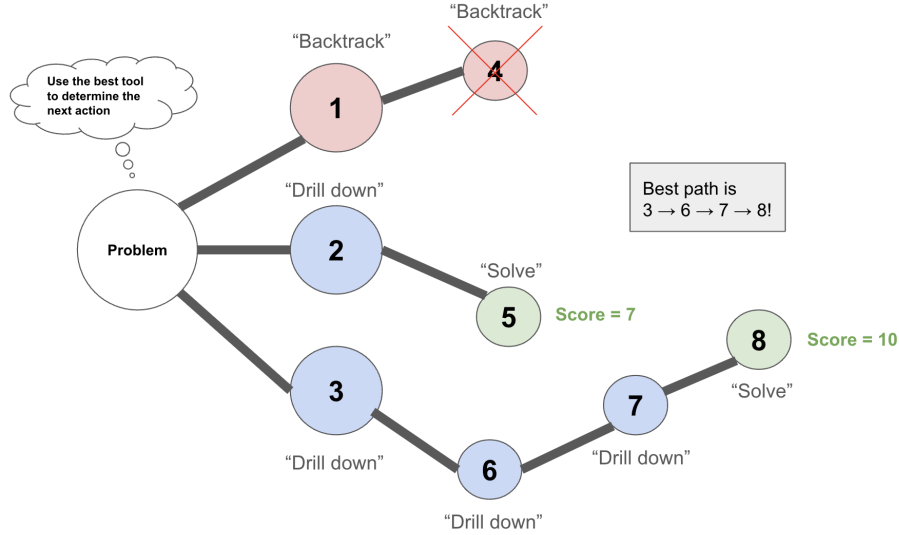 “Backtrack”
“Backtrack”
4
Use the best tool
to determine the
next action
1
“Drill down”
Best path is
3 → 6 → 7 → 8!
Problem
2
“Solve”
5
Score = 7
8
Score = 10
“Solve”
3
7
“Drill down”
“Drill down”
6
“Drill down”